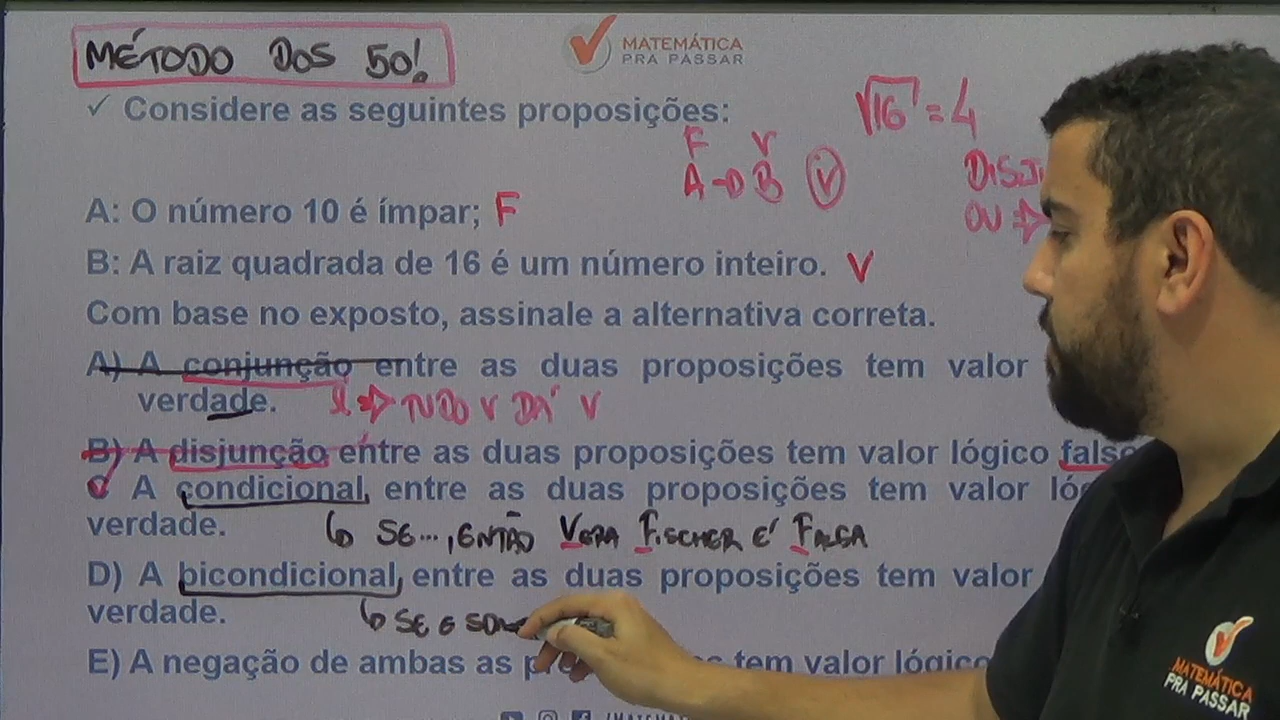 MÉTODO DOS 50!
MATEMÁTICA
PRA PASSAR
✓ Considere as seguintes proposições:
√16 = 4
F V
A → B V
OU ⇒
A: O número 10 é ímpar; F
B: A raiz quadrada de 16 é um número inteiro. V
Com base no exposto, assinale a alternativa correta.
A) A conjunção entre as duas proposições tem valor
verdade.
⇒ TUDO V DÁ V
B) A disjunção entre as duas proposições tem valor lógico falso
C A condicional entre as duas proposições tem valor
verdade.
↳ SE..., ENTÃO VERA FISCHER É FALSA
D) A bicondicional entre as duas proposições tem valor
verdade.
↳ SE E SOM
E) A negação de ambas as tem valor lógico
MATEMÁTICA
PRA PASSAR